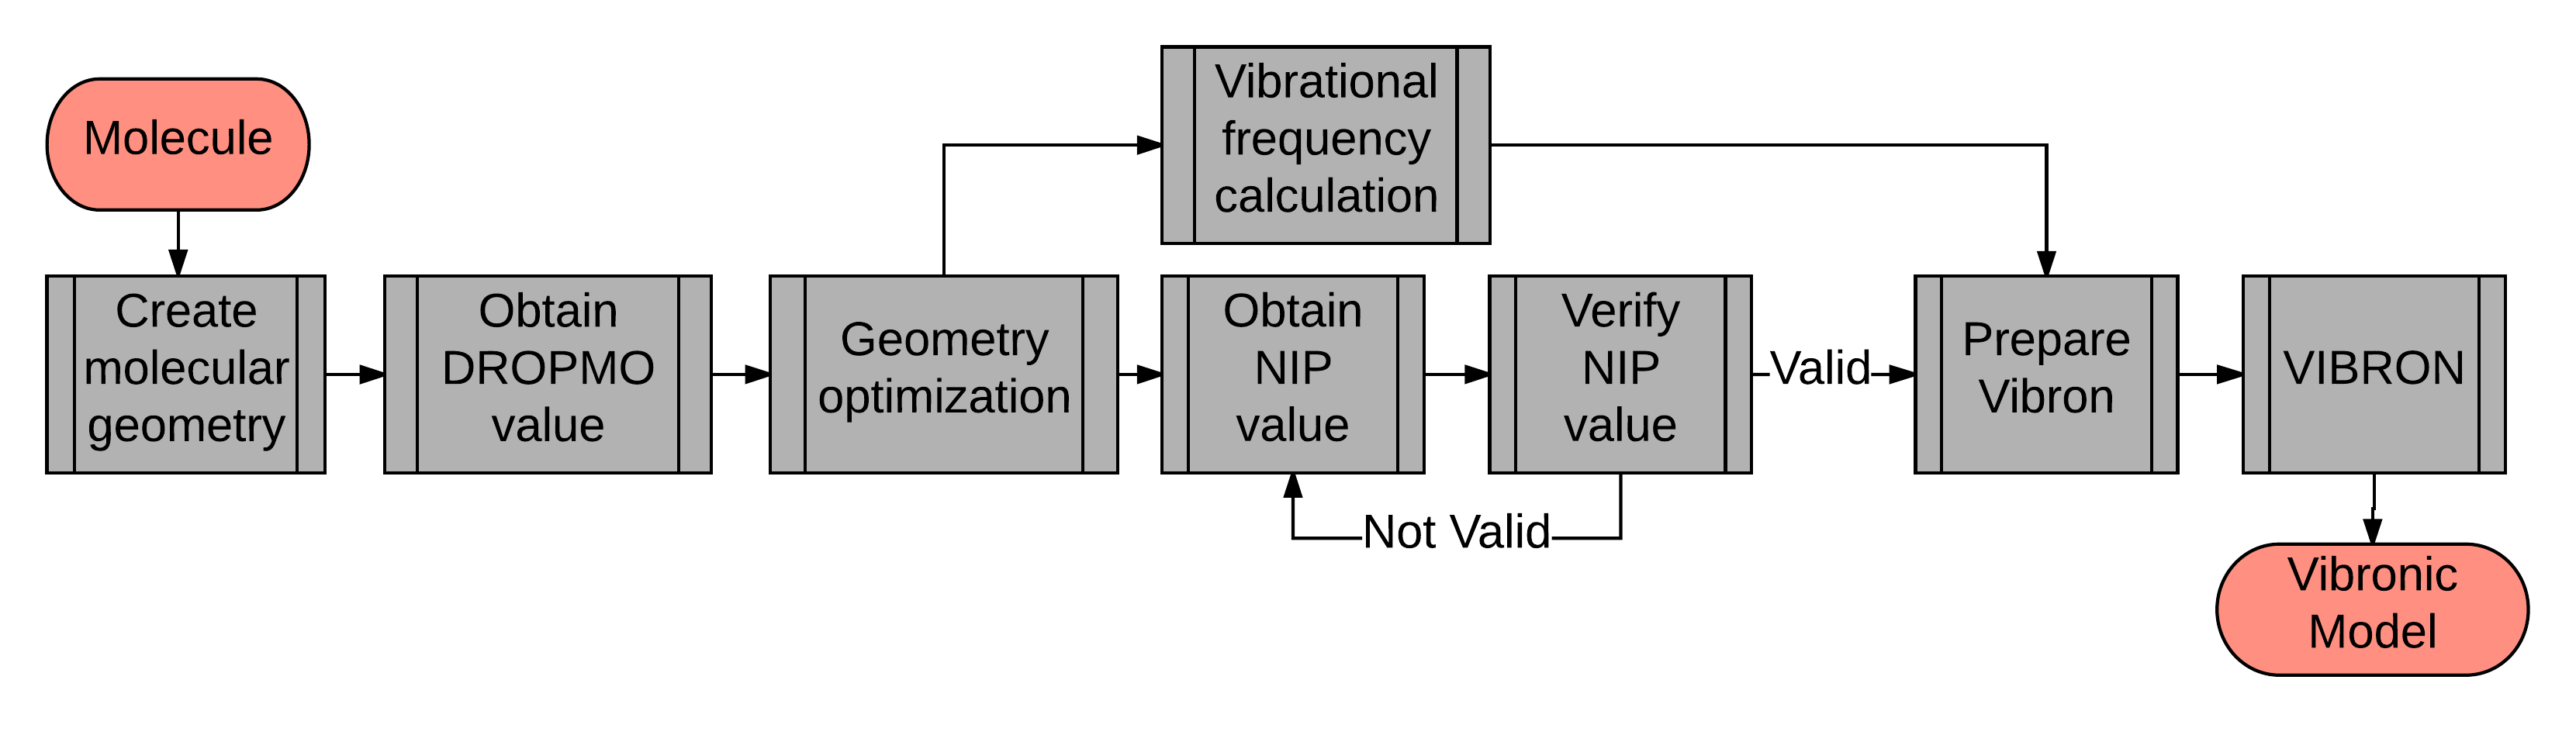 Molecule
Vibrational
frequency
calculation
Create
molecular
geometry
Obtain
DROPMO
value
Geometry
optimization
Obtain
NIP
value
Verify
NIP
value
Valid
Prepare
Vibron
VIBRON
Not Valid
Vibronic
Model